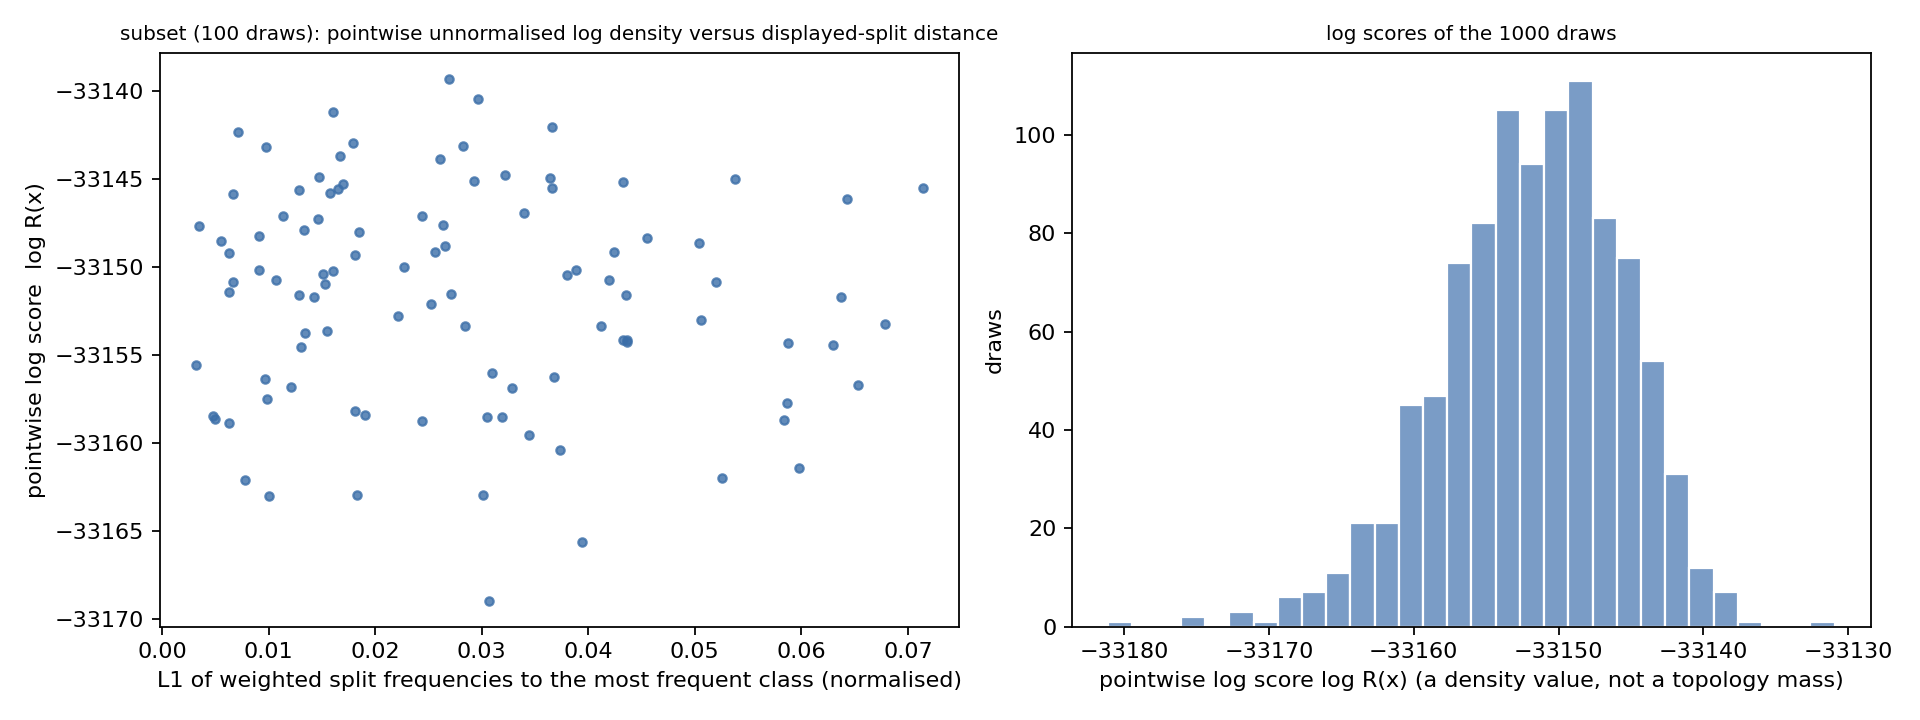 subset (100 draws): pointwise unnormalised log density versus displayed-split distance
pointwise log score  log R(x)
−33140
−33145
−33150
−33155
−33160
−33165
−33170
0.00 0.01 0.02 0.03 0.04 0.05 0.06 0.07
L1 of weighted split frequencies to the most frequent class (normalised)
log scores of the 1000 draws
draws
100
80
60
40
20
0
−33180 −33170 −33160 −33150 −33140 −33130
pointwise log score log R(x) (a density value, not a topology mass)